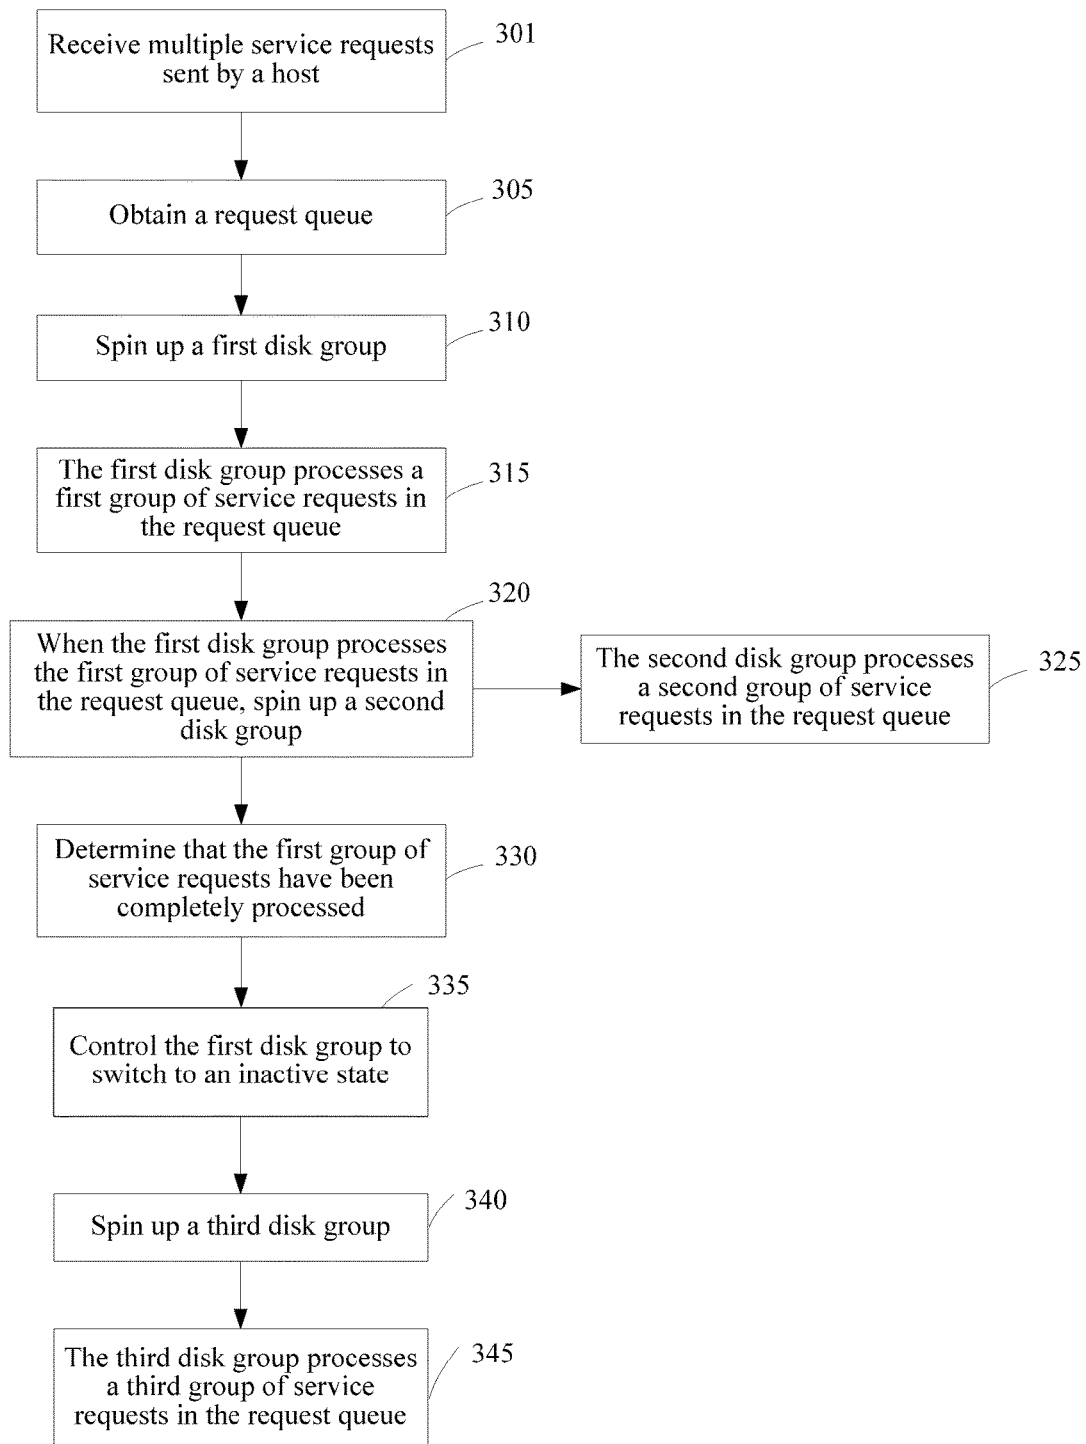 Receive multiple service requests
sent by a host
301
Obtain a request queue
305
Spin up a first disk group
310
The first disk group processes a
first group of service requests in
the request queue
315
When the first disk group processes
the first group of service requests in
the request queue, spin up a second
disk group
320
The second disk group processes
a second group of service
requests in the request queue
325
Determine that the first group of
service requests have been
completely processed
330
Control the first disk group to
switch to an inactive state
335
Spin up a third disk group
340
The third disk group processes
a third group of service
requests in the request queue
345